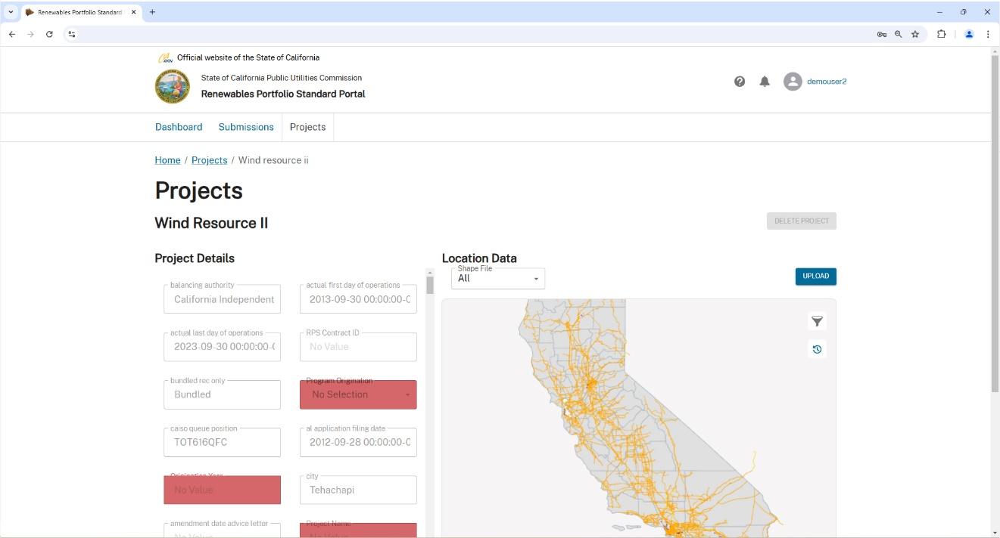 Renewables Portfolio Standard
Official website of the State of California
State of California Public Utilities Commission
Renewables Portfolio Standard Portal
demouser2
Dashboard
Submissions
Projects
Home / Projects / Wind resource ii
Projects
Wind Resource II
DELETE PROJECT
Project Details
balancing authority
California Independent
actual first day of operations
2013-09-30 00:00:00-0
actual last day of operations
2023-09-30 00:00:00-0
RPS Contract ID
No Value
bundled rec only
Bundled
Program Origination
No Selection
caiso queue position
TOT616QFC
al application filing date
2012-09-28 00:00:00-0
Origination Year
No Value
city
Tehachapi
amendment date advice letter
No Value
Project Name
No Value
Location Data
Shape File
All
UPLOAD